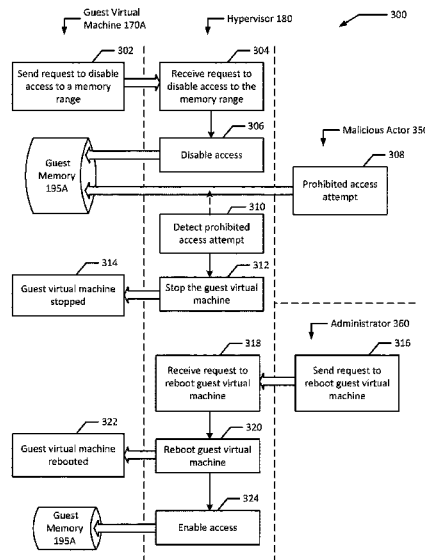 Guest Virtual
Machine 170A
Hypervisor 180
300
302
Send request to disable
access to a memory
range
304
Receive request to
disable access to the
memory range
306
Disable access
Malicious Actor 350
308
Prohibited access
attempt
Guest
Memory
195A
310
Detect prohibited
access attempt
314
Guest virtual machine
stopped
312
Stop the guest virtual
machine
Administrator 360
318
Receive request to
reboot guest virtual
machine
316
Send request to
reboot guest virtual
machine
322
Guest virtual machine
rebooted
320
Reboot guest virtual
machine
324
Enable access
Guest
Memory
195A